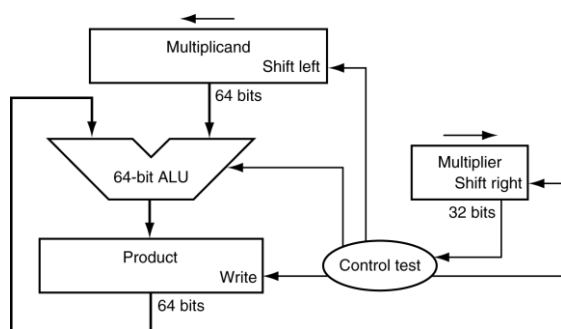 Multiplicand
Shift left
64 bits
64-bit ALU
Multiplier
Shift right
32 bits
Product
Write
Control test
64 bits